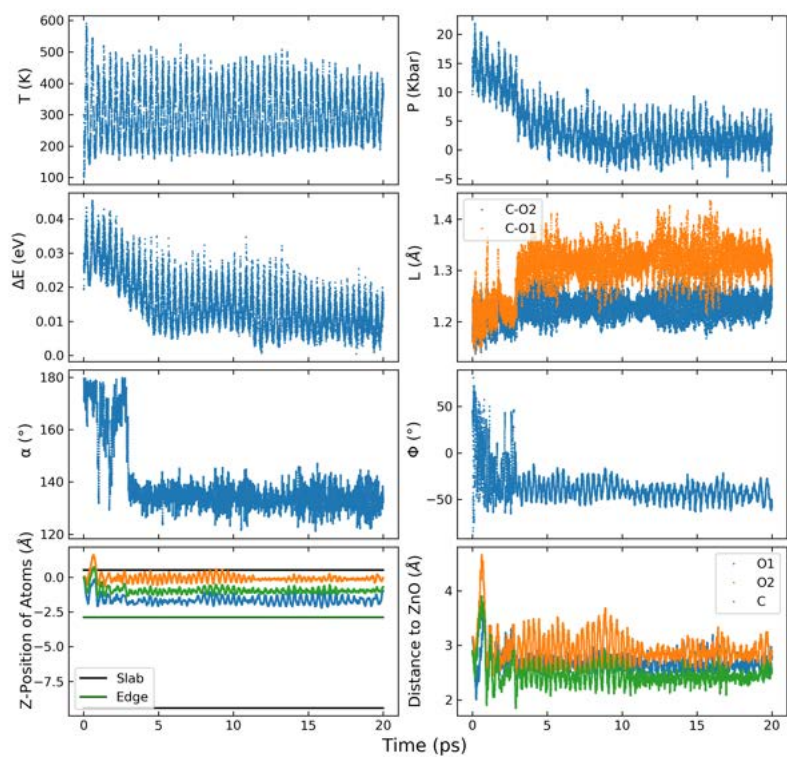 600
500
400
300
200
100
T (K)
20
15
10
5
0
−5
P (Kbar)
0.04
0.03
0.02
0.01
0.0
ΔE (eV)
1.4
1.3
1.2
L (Å)
C-O2
C-O1
180
160
140
120
α (°)
50
0
−50
Φ (°)
0.0
−2.5
−5.0
−7.5
Z-Position of Atoms (Å)
Slab
Edge
4
3
2
Distance to ZnO (Å)
O1
O2
C
0 5 10 15 20
0 5 10 15 20
Time (ps)